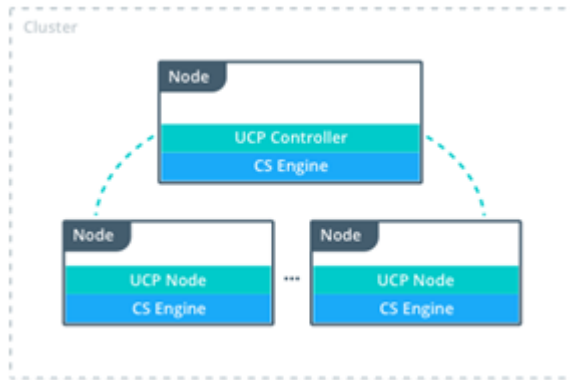 Cluster
Node
UCP Controller
CS Engine
Node
UCP Node
CS Engine
...
Node
UCP Node
CS Engine